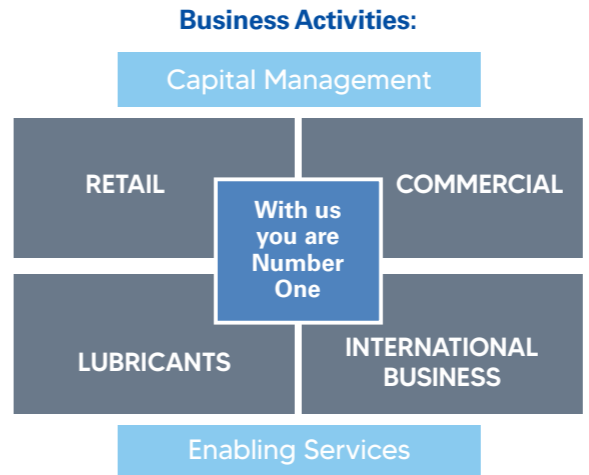 Business Activities:
Capital Management
RETAIL
COMMERCIAL
With us
you are
Number
One
LUBRICANTS
INTERNATIONAL
BUSINESS
Enabling Services